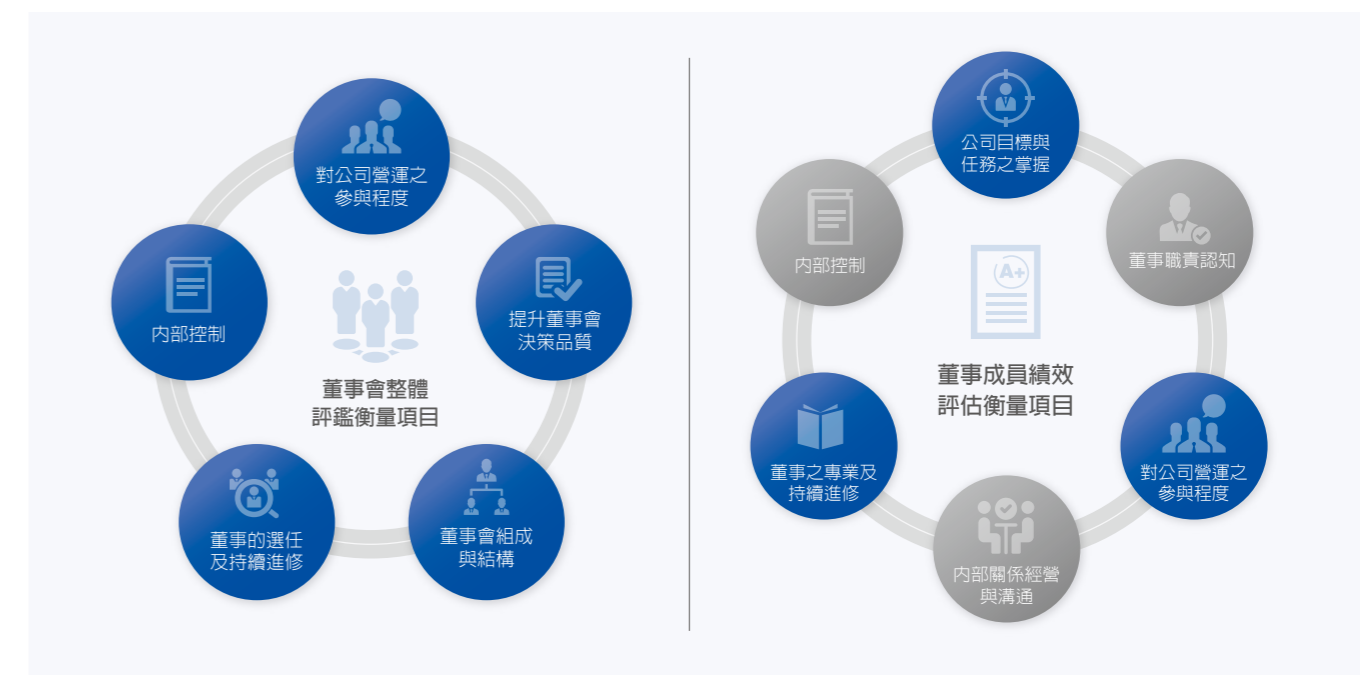 對公司營運之
參與程度
提升董事會
決策品質
董事會組成
與結構
董事的選任
及持續進修
內部控制
董事會整體
評鑑衡量項目
公司目標與
任務之掌握
董事職責認知
對公司營運之
參與程度
內部關係經營
與溝通
董事之專業及
持續進修
內部控制
A+
董事成員績效
評估衡量項目